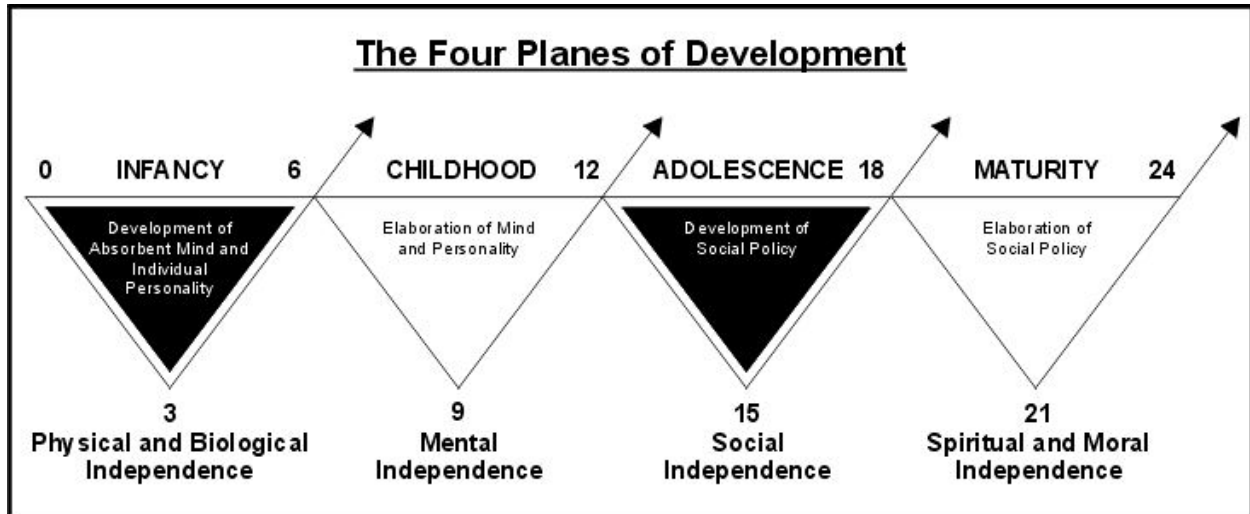 The Four Planes of Development
0 INFANCY 6 CHILDHOOD 12 ADOLESCENCE 18 MATURITY 24
Development of
Absorbent Mind and
Individual
Personality
Elaboration of Mind
and Personality
Development of
Social Policy
Elaboration of
Social Policy
3
Physical and Biological
Independence
9
Mental
Independence
15
Social
Independence
21
Spiritual and Moral
Independence